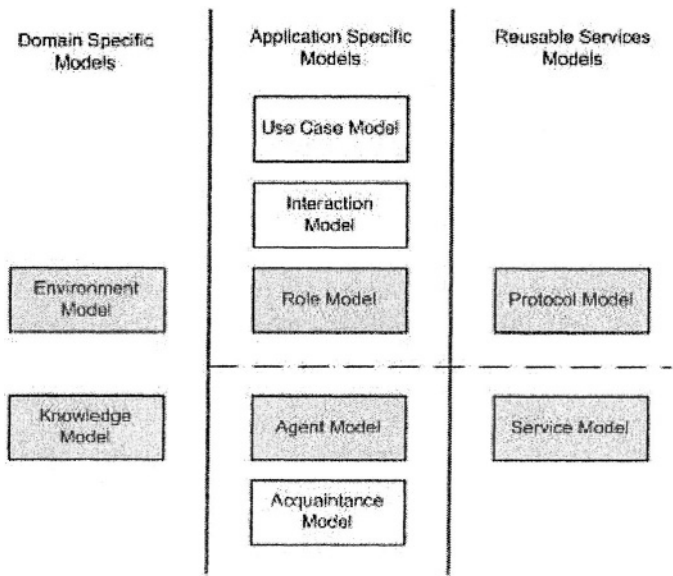 Domain Specific
Models
Application Specific
Models
Reusable Services
Models
Use Case Model
Interaction
Model
Environment
Model
Role Model
Protocol Model
Knowledge
Model
Agent Model
Service Model
Acquaintance
Model